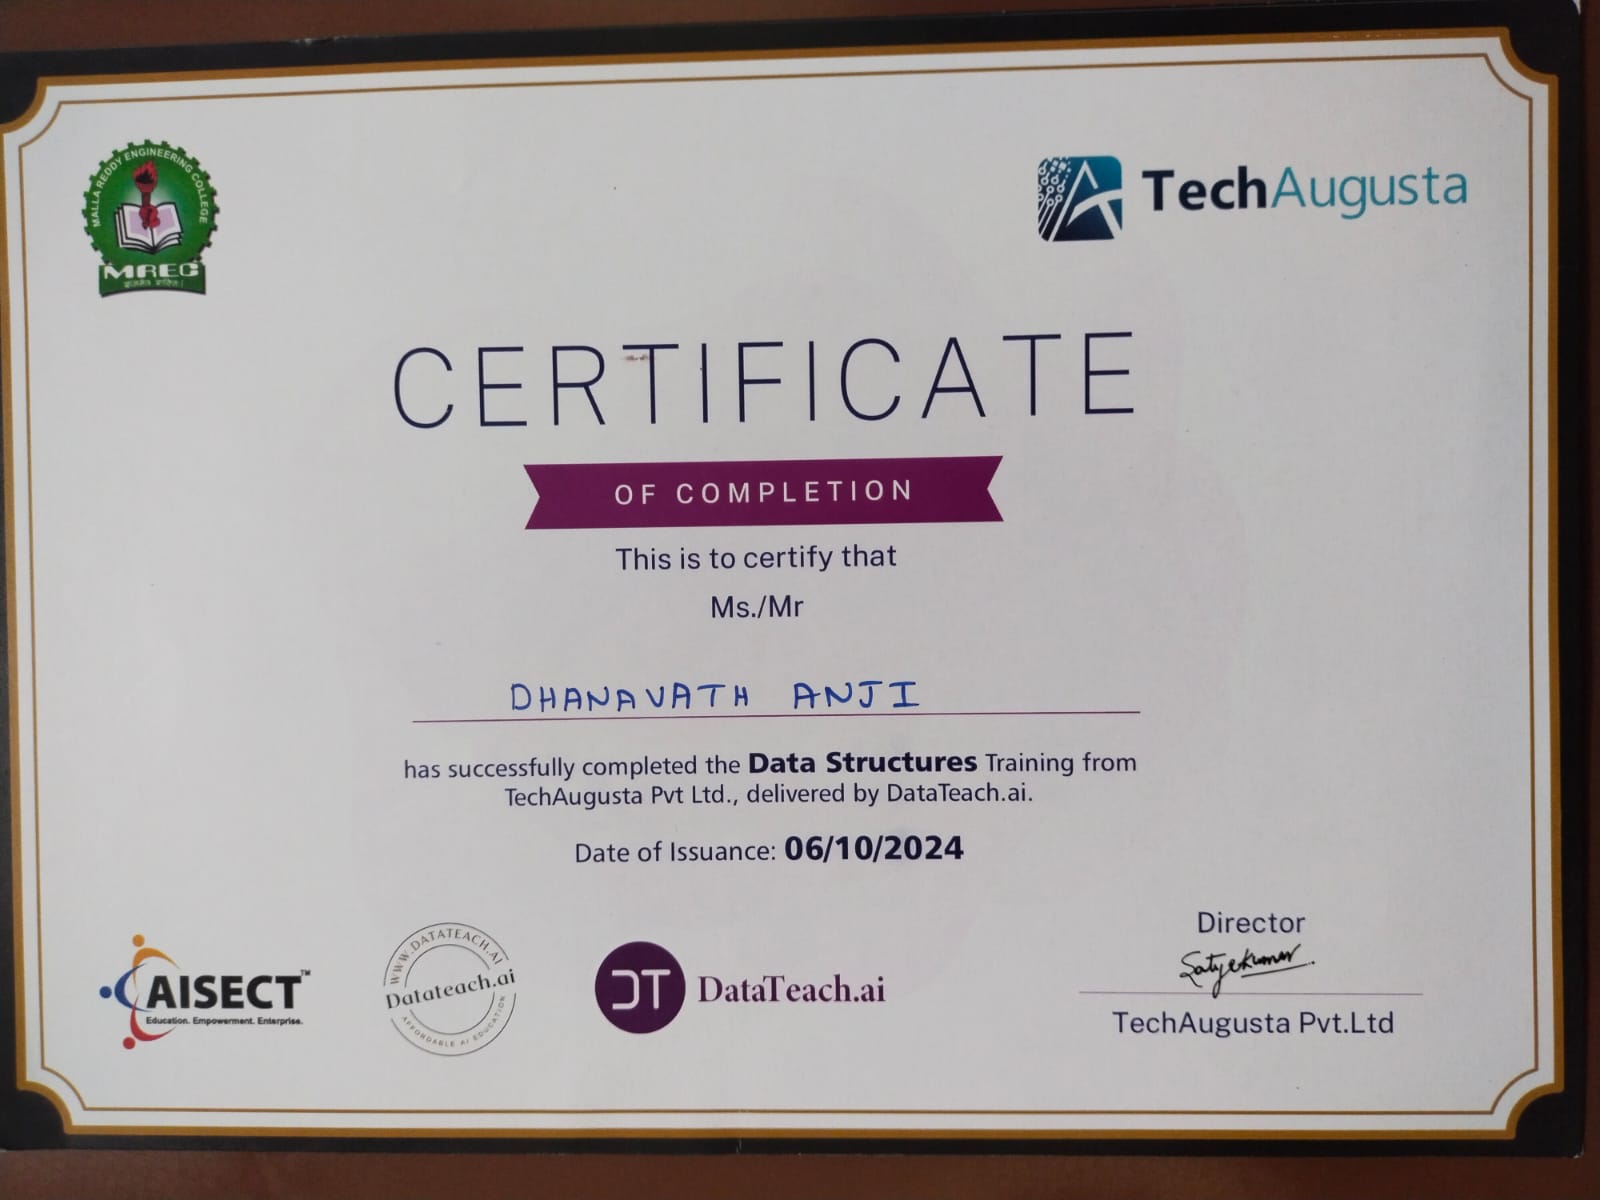 MALLA REDDY ENGINEERING COLLEGE
MREC
TechAugusta
CERTIFICATE
OF COMPLETION
This is to certify that
Ms./Mr
DHANAVATH ANJI
has successfully completed the Data Structures Training from
TechAugusta Pvt Ltd., delivered by DataTeach.ai.
Date of Issuance: 06/10/2024
Director
Satyekumar
TechAugusta Pvt.Ltd
AISECT™
Education. Empowerment. Enterprise.
WWW.DATATEACH.AI
Datateach.ai
AFFORDABLE AI EDUCATION
DT DataTeach.ai